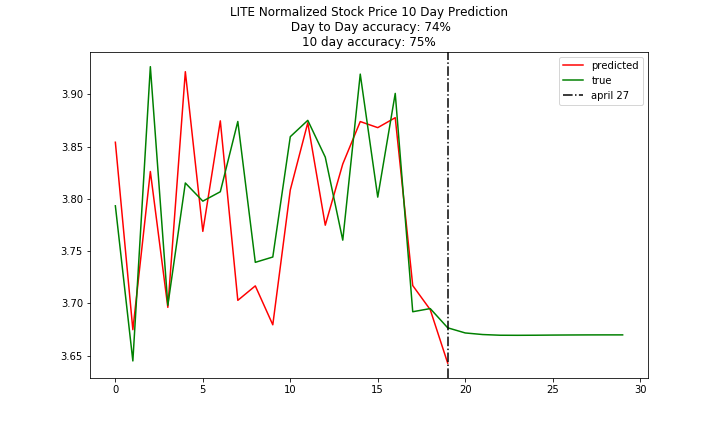 LITE Normalized Stock Price 10 Day Prediction
Day to Day accuracy: 74%
10 day accuracy: 75%
predicted
true
april 27
3.90
3.85
3.80
3.75
3.70
3.65
0 5 10 15 20 25 30